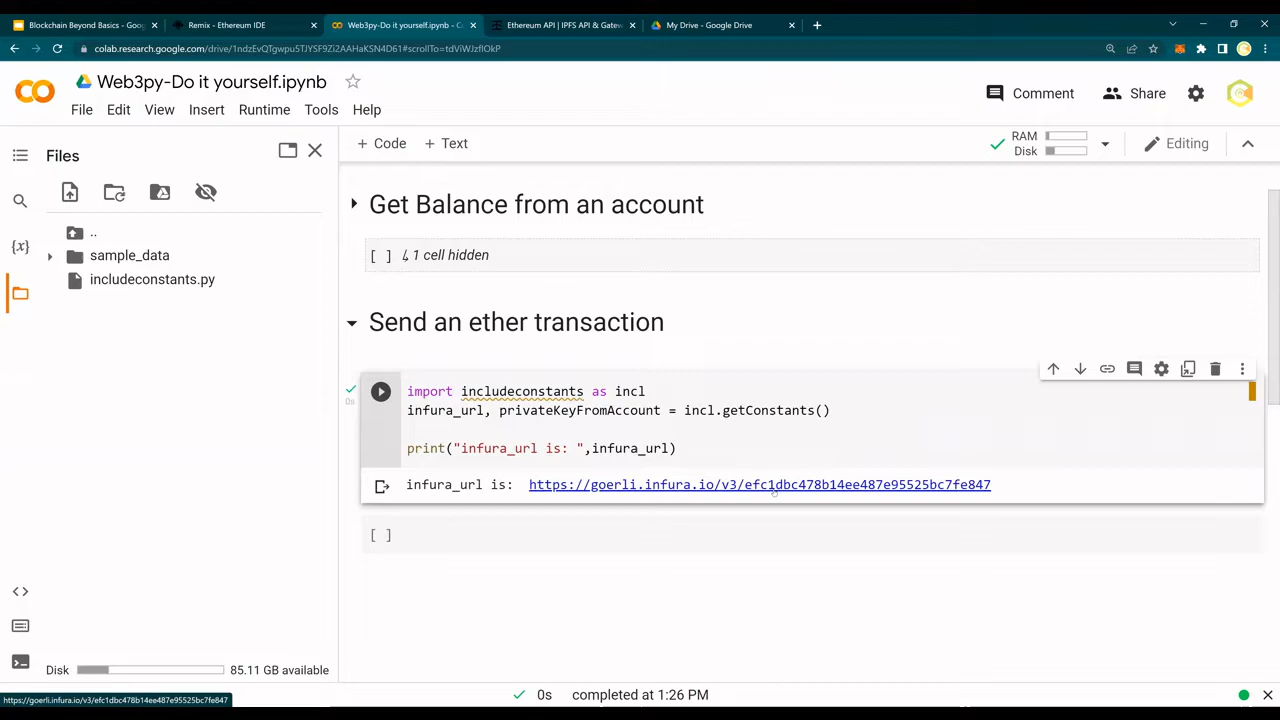 Blockchain Beyond Basics - Goog
Remix - Ethereum IDE
Web3py-Do it yourself.ipynb - C
Ethereum API | IPFS API & Gatew
My Drive - Google Drive
colab.research.google.com/drive/1ndzEvQTgwpu5TJYSF9Zi2AAHaKSN4D61#scrollTo=tdViWJzfIOkP
Web3py-Do it yourself.ipynb
File Edit View Insert Runtime Tools Help
Comment
Share
Files
+ Code + Text
RAM
Disk
Editing
..
sample_data
includeconstants.py
Get Balance from an account
[ ] ↳ 1 cell hidden
Send an ether transaction
0s
import includeconstants as incl
infura_url, privateKeyFromAccount = incl.getConstants()
print("infura_url is: ",infura_url)
infura_url is: https://goerli.infura.io/v3/efc1dbc478b14ee487e95525bc7fe847
[ ]
Disk 85.11 GB available
0s completed at 1:26 PM
https://goerli.infura.io/v3/efc1dbc478b14ee487e95525bc7fe847